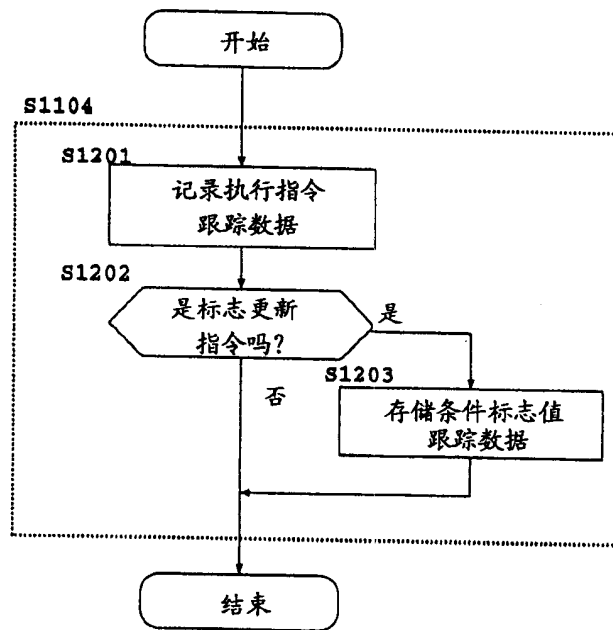 开始
S1104
S1201
记录执行指令
跟踪数据
S1202
是标志更新
指令吗?
是
否
S1203
存储条件标志值
跟踪数据
结束